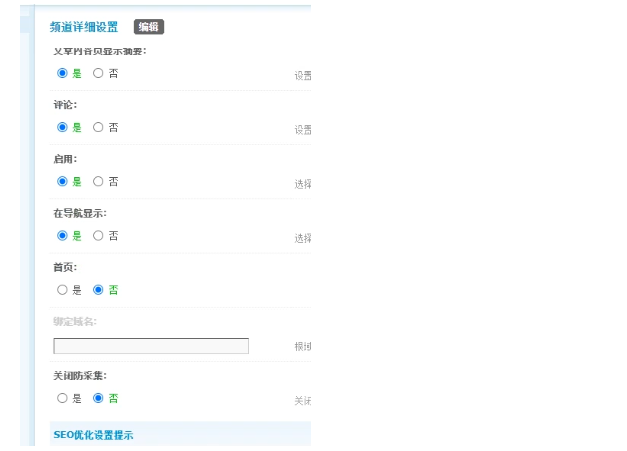 频道详细设置 编辑
文章内容页显示摘要:
是 否
设置
评论:
是 否
设置
启用:
是 否
选择
在导航显示:
是 否
选择
首页:
是 否
绑定域名:
根域
关闭防采集:
是 否
关闭
SEO优化设置提示